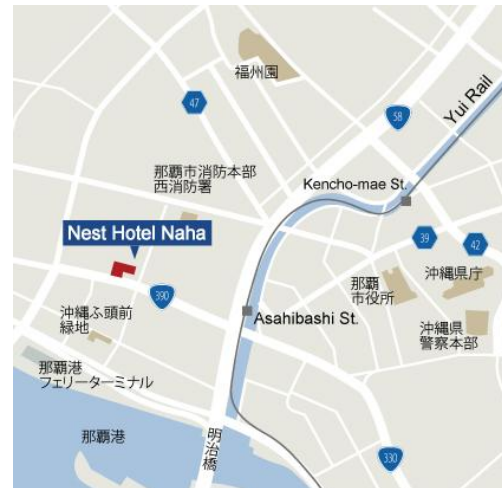 福州園
47
58
Yui Rail
那覇市消防本部
西消防署
Kencho-mae St.
Nest Hotel Naha
39
42
那覇
市役所
沖縄県庁
390
沖縄ふ頭前
緑地
Asahibashi St.
沖縄県
警察本部
那覇港
フェリーターミナル
那覇港
明治橋
330